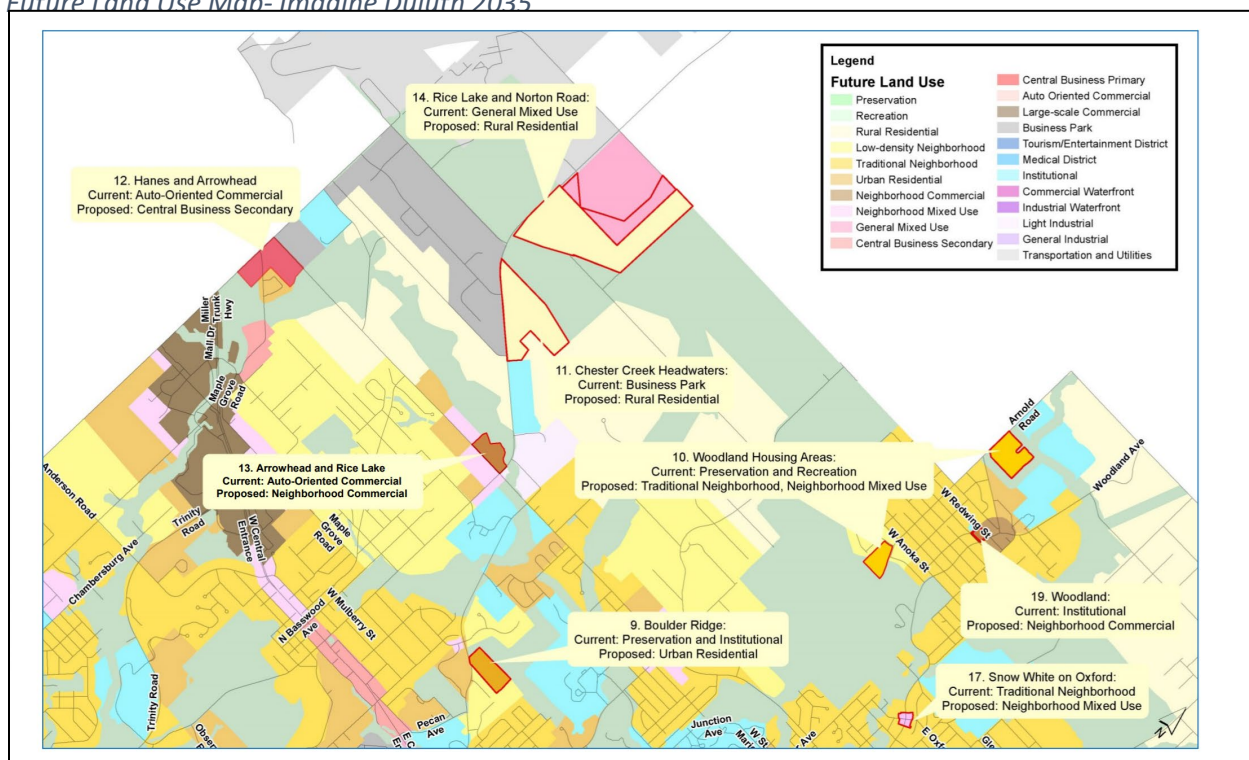 Future Land Use Map- Imagine Duluth 2035
Legend
Future Land Use
Preservation
Recreation
Rural Residential
Low-density Neighborhood
Traditional Neighborhood
Urban Residential
Neighborhood Commercial
Neighborhood Mixed Use
General Mixed Use
Central Business Secondary
Central Business Primary
Auto Oriented Commercial
Large-scale Commercial
Business Park
Tourism/Entertainment District
Medical District
Institutional
Commercial Waterfront
Industrial Waterfront
Light Industrial
General Industrial
Transportation and Utilities
14. Rice Lake and Norton Road:
Current: General Mixed Use
Proposed: Rural Residential
12. Hanes and Arrowhead
Current: Auto-Oriented Commercial
Proposed: Central Business Secondary
Miller
Trunk
Hwy
Mall Dr
Maple
Grove
Road
11. Chester Creek Headwaters:
Current: Business Park
Proposed: Rural Residential
Arnold
Road
Woodland Ave
10. Woodland Housing Areas:
Current: Preservation and Recreation
Proposed: Traditional Neighborhood, Neighborhood Mixed Use
13. Arrowhead and Rice Lake
Current: Auto-Oriented Commercial
Proposed: Neighborhood Commercial
Anderson Road
Trinity
Road
W Central
Entrance
Maple
Grove
Road
Chambersburg Ave
W Redwing St
W Anoka St
N Basswood
Ave
W Mulberry St
19. Woodland:
Current: Institutional
Proposed: Neighborhood Commercial
9. Boulder Ridge:
Current: Preservation and Institutional
Proposed: Urban Residential
17. Snow White on Oxford:
Current: Traditional Neighborhood
Proposed: Neighborhood Mixed Use
Trinity Road
Pecan
Ave
Junction
Ave
W St
Ave
E Oxf
N